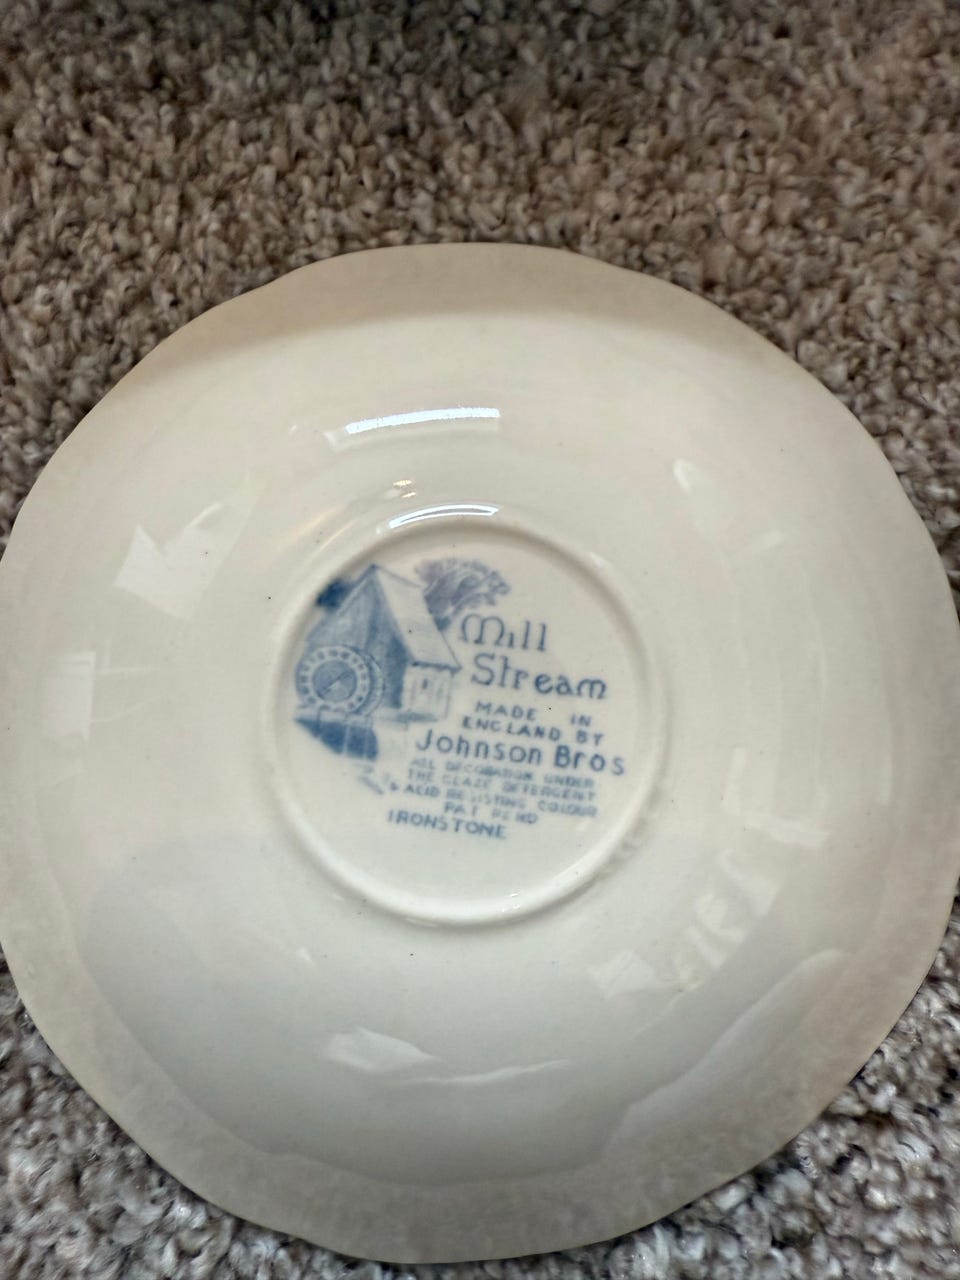 Mill
Stream
MADE IN
ENGLAND BY
Johnson Bros
ALL DECORATION UNDER
THE GLAZE DETERGENT
& ACID RESISTING COLOUR
PAT PEND
IRONSTONE